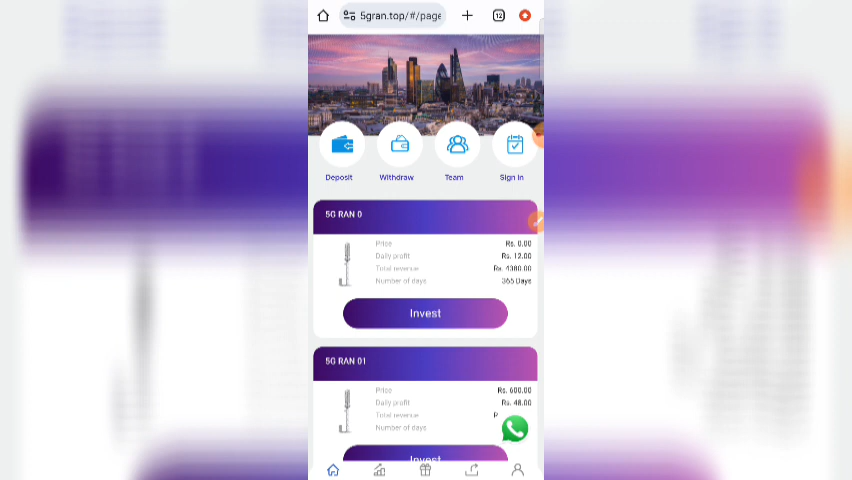 5gran.top/#/page
12
Deposit
Withdraw
Team
Sign in
5G RAN 0
Price Rs. 0.00
Daily profit Rs. 12.00
Total revenue Rs. 4380.00
Number of days 365 Days
Invest
5G RAN 01
Price Rs. 600.00
Daily profit Rs. 48.00
Total revenue
Number of days
Invest